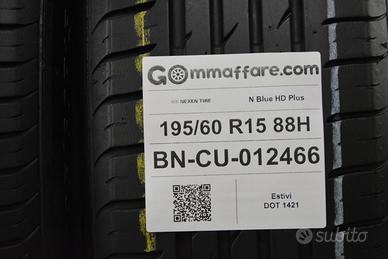 GOmmaffare.com
NEXEN TIRE N Blue HD Plus
195/60 R15 88H
BN-CU-012466
Estivi
DOT 1421
subito